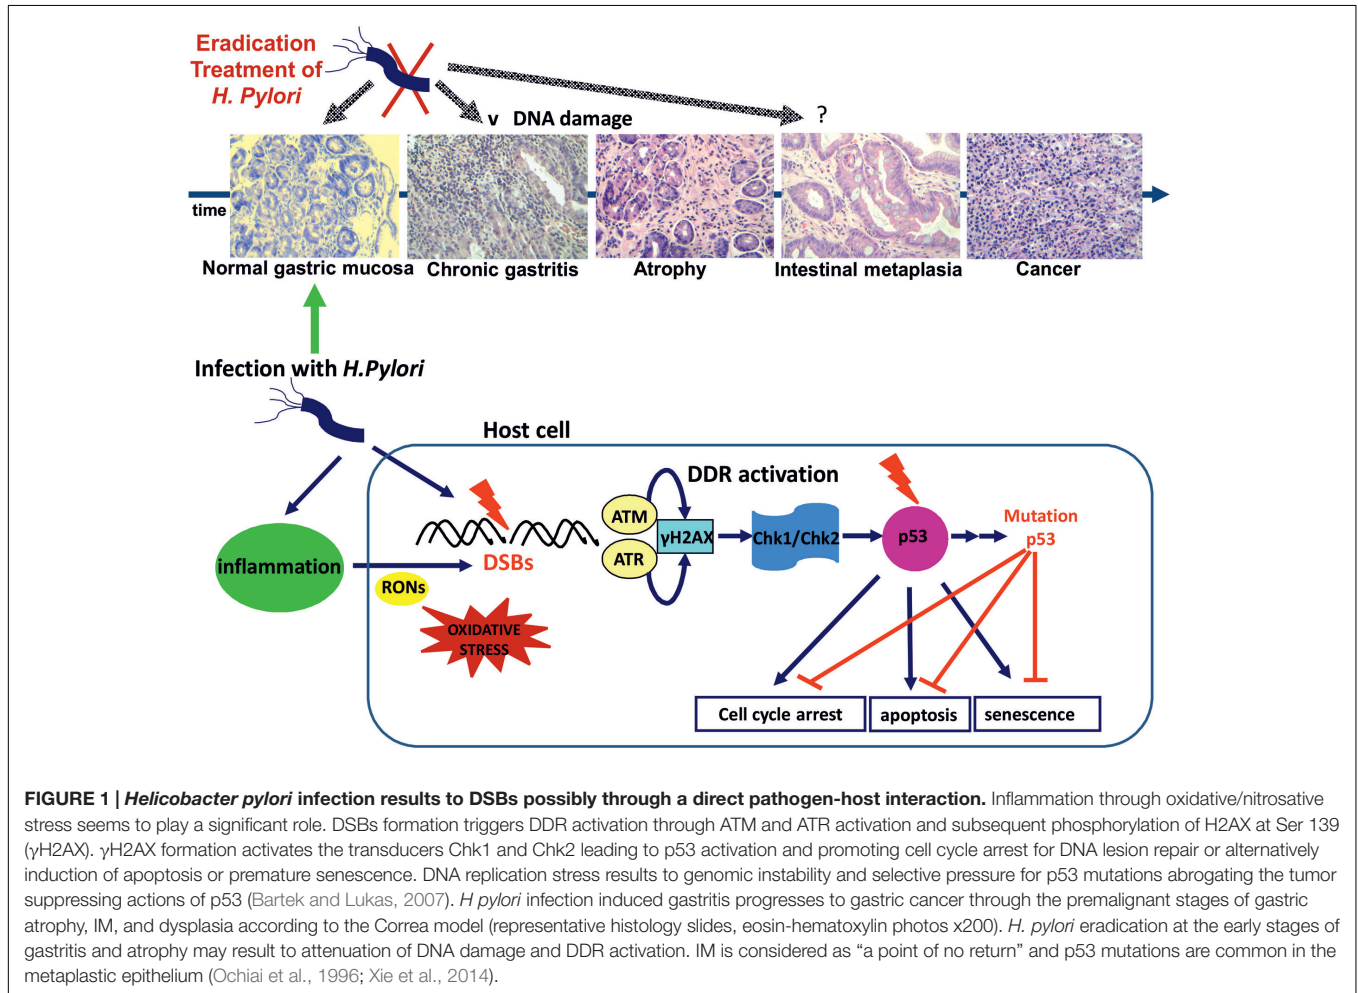 Eradication
Treatment of
H. Pylori
v DNA damage
?
time
Normal gastric mucosa
Chronic gastritis
Atrophy
Intestinal metaplasia
Cancer
Infection with H.Pylori
Host cell
DDR activation
ATM
ATR
γH2AX
Chk1/Chk2
p53
Mutation
p53
inflammation
RONs
DSBs
OXIDATIVE
STRESS
Cell cycle arrest
apoptosis
senescence
FIGURE 1 | Helicobacter pylori infection results to DSBs possibly through a direct pathogen-host interaction. Inflammation through oxidative/nitrosative
stress seems to play a significant role. DSBs formation triggers DDR activation through ATM and ATR activation and subsequent phosphorylation of H2AX at Ser 139
(γH2AX). γH2AX formation activates the transducers Chk1 and Chk2 leading to p53 activation and promoting cell cycle arrest for DNA lesion repair or alternatively
induction of apoptosis or premature senescence. DNA replication stress results to genomic instability and selective pressure for p53 mutations abrogating the tumor
suppressing actions of p53 (Bartek and Lukas, 2007). H pylori infection induced gastritis progresses to gastric cancer through the premalignant stages of gastric
atrophy, IM, and dysplasia according to the Correa model (representative histology slides, eosin-hematoxylin photos x200). H. pylori eradication at the early stages of
gastritis and atrophy may result to attenuation of DNA damage and DDR activation. IM is considered as “a point of no return” and p53 mutations are common in the
metaplastic epithelium (Ochiai et al., 1996; Xie et al., 2014).